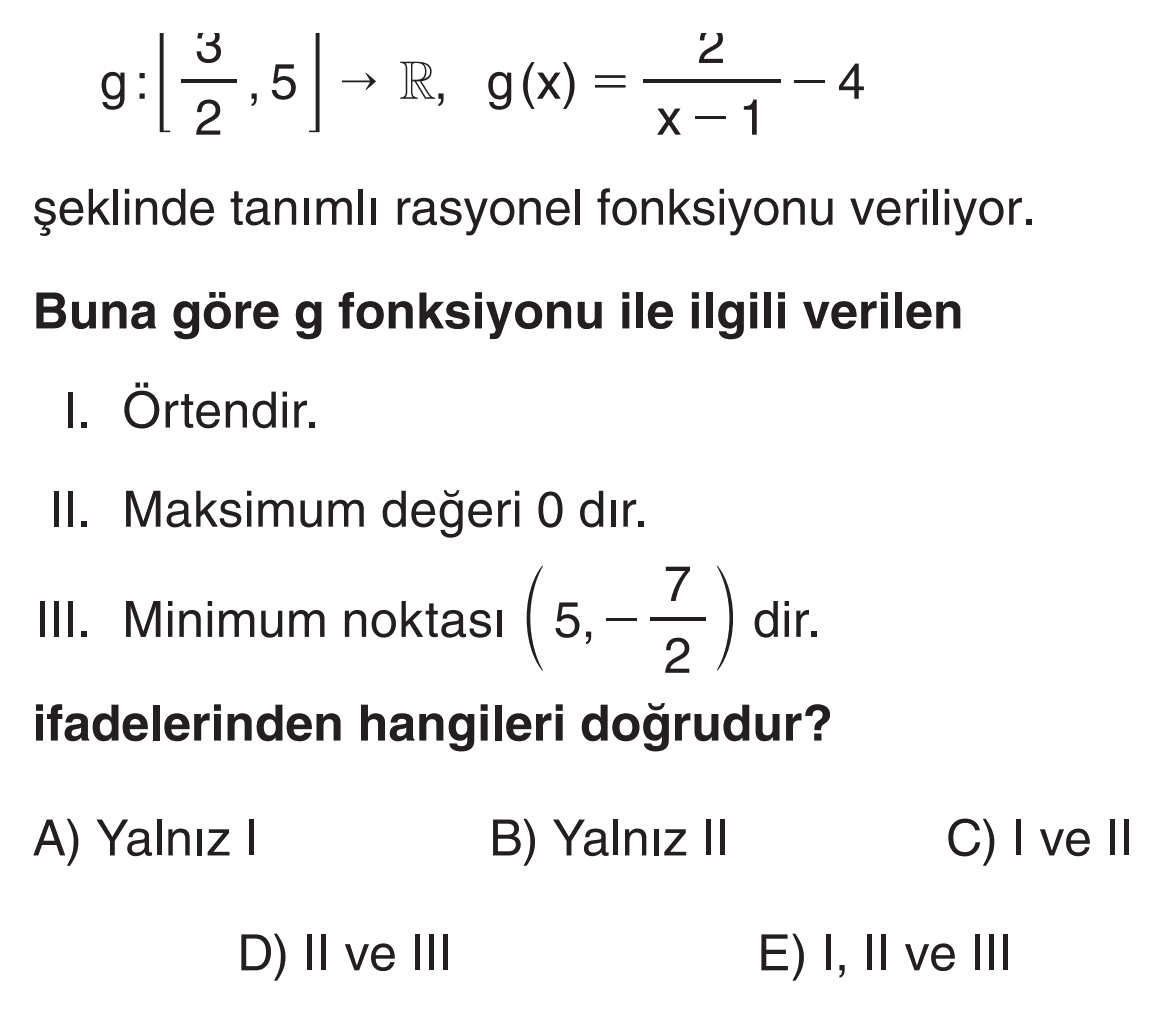 g: [3/2, 5] → ℝ, g(x) = 2/(x − 1) − 4
şeklinde tanımlı rasyonel fonksiyonu veriliyor.
Buna göre g fonksiyonu ile ilgili verilen
I. Örtendir.
II. Maksimum değeri 0 dır.
III. Minimum noktası (5, −7/2) dir.
ifadelerinden hangileri doğrudur?
A) Yalnız I B) Yalnız II C) I ve II
D) II ve III E) I, II ve III